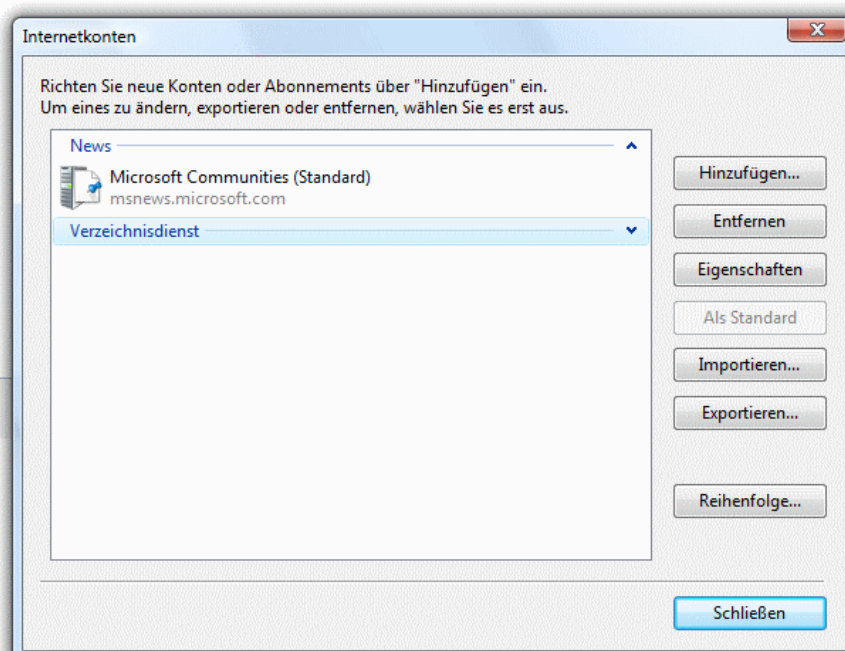 Internetkonten
Richten Sie neue Konten oder Abonnements über "Hinzufügen" ein.
Um eines zu ändern, exportieren oder entfernen, wählen Sie es erst aus.
News
Microsoft Communities (Standard)
msnews.microsoft.com
Verzeichnisdienst
Hinzufügen...
Entfernen
Eigenschaften
Als Standard
Importieren...
Exportieren...
Reihenfolge...
Schließen